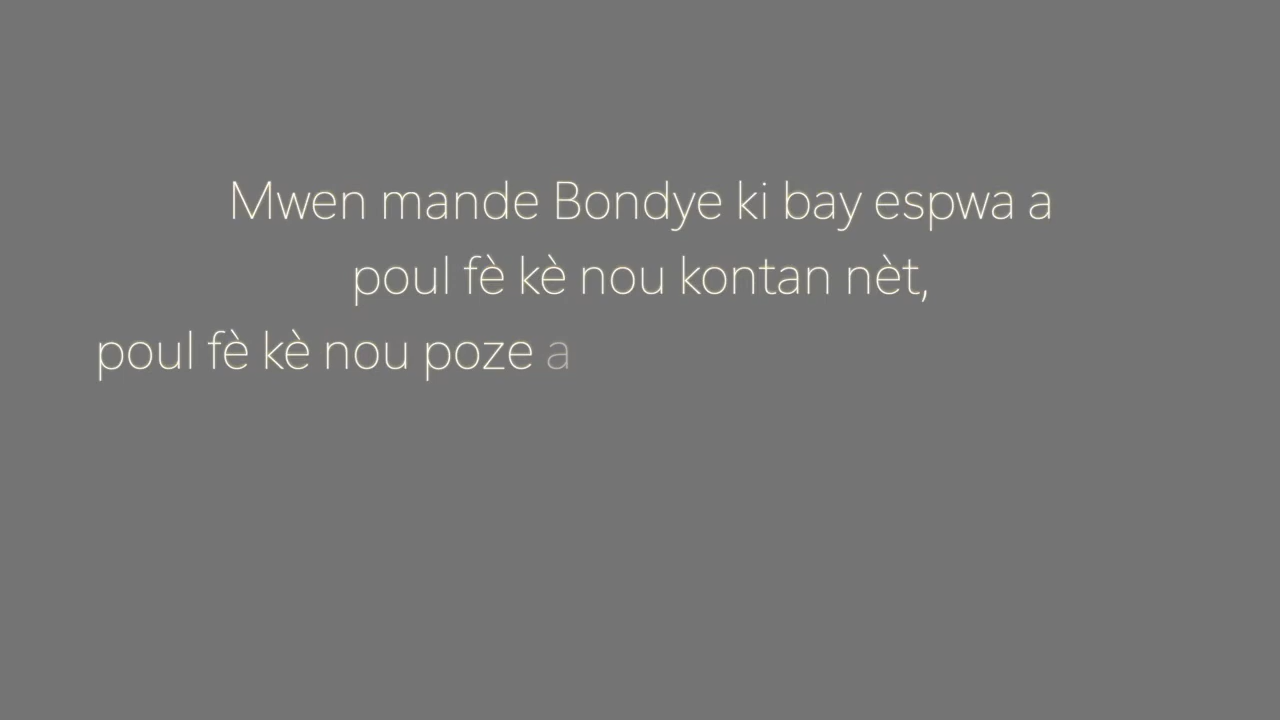 Mwen mande Bondye ki bay espwa a
poul fè kè nou kontan nèt,
poul fè kè nou poze a